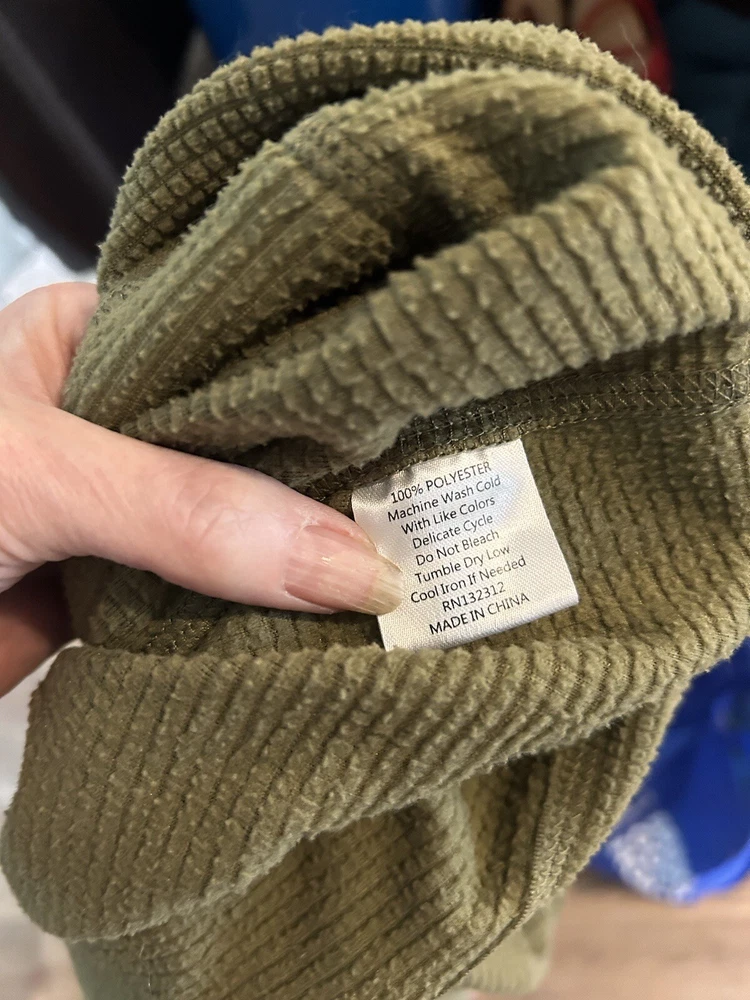 100% POLYESTER
Machine Wash Cold
With Like Colors
Delicate Cycle
Do Not Bleach
Tumble Dry Low
Cool Iron If Needed
RN132312
MADE IN CHINA